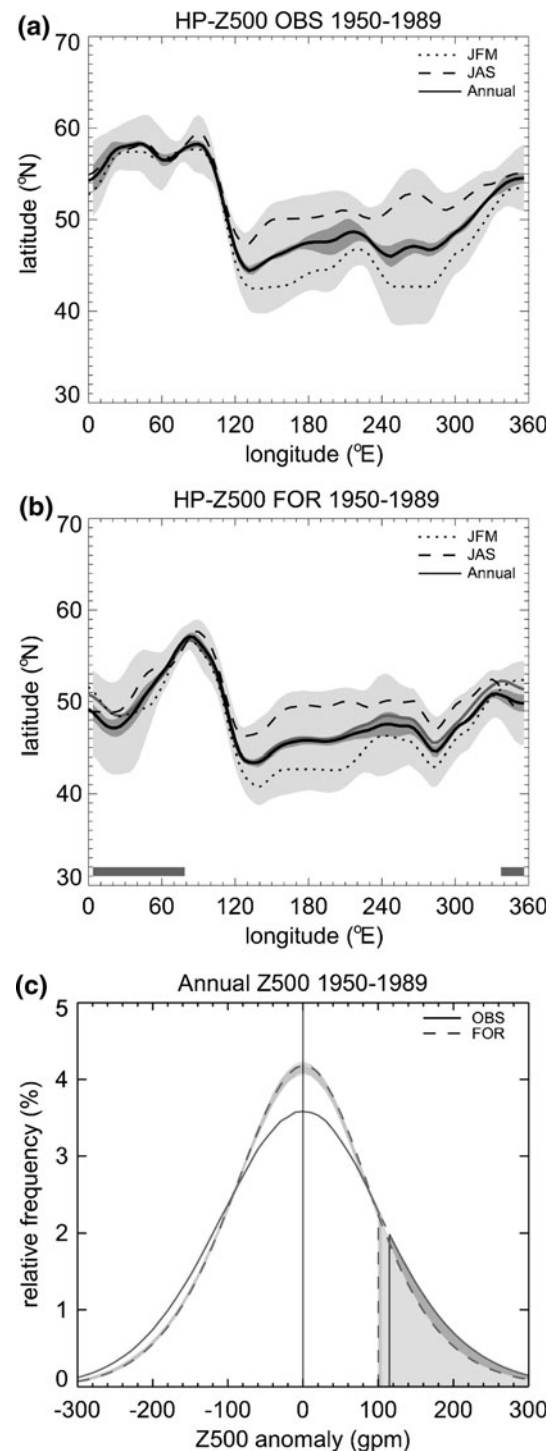 (a) HP-Z500 OBS 1950-1989
70
60
50
40
30
latitude (°N)
JFM
JAS
Annual
0 60 120 180 240 300 360
longitude (°E)
(b) HP-Z500 FOR 1950-1989
70
60
50
40
30
latitude (°N)
JFM
JAS
Annual
0 60 120 180 240 300 360
longitude (°E)
(c) Annual Z500 1950-1989
5
4
3
2
1
0
relative frequency (%)
OBS
FOR
-300 -200 -100 0 100 200 300
Z500 anomaly (gpm)